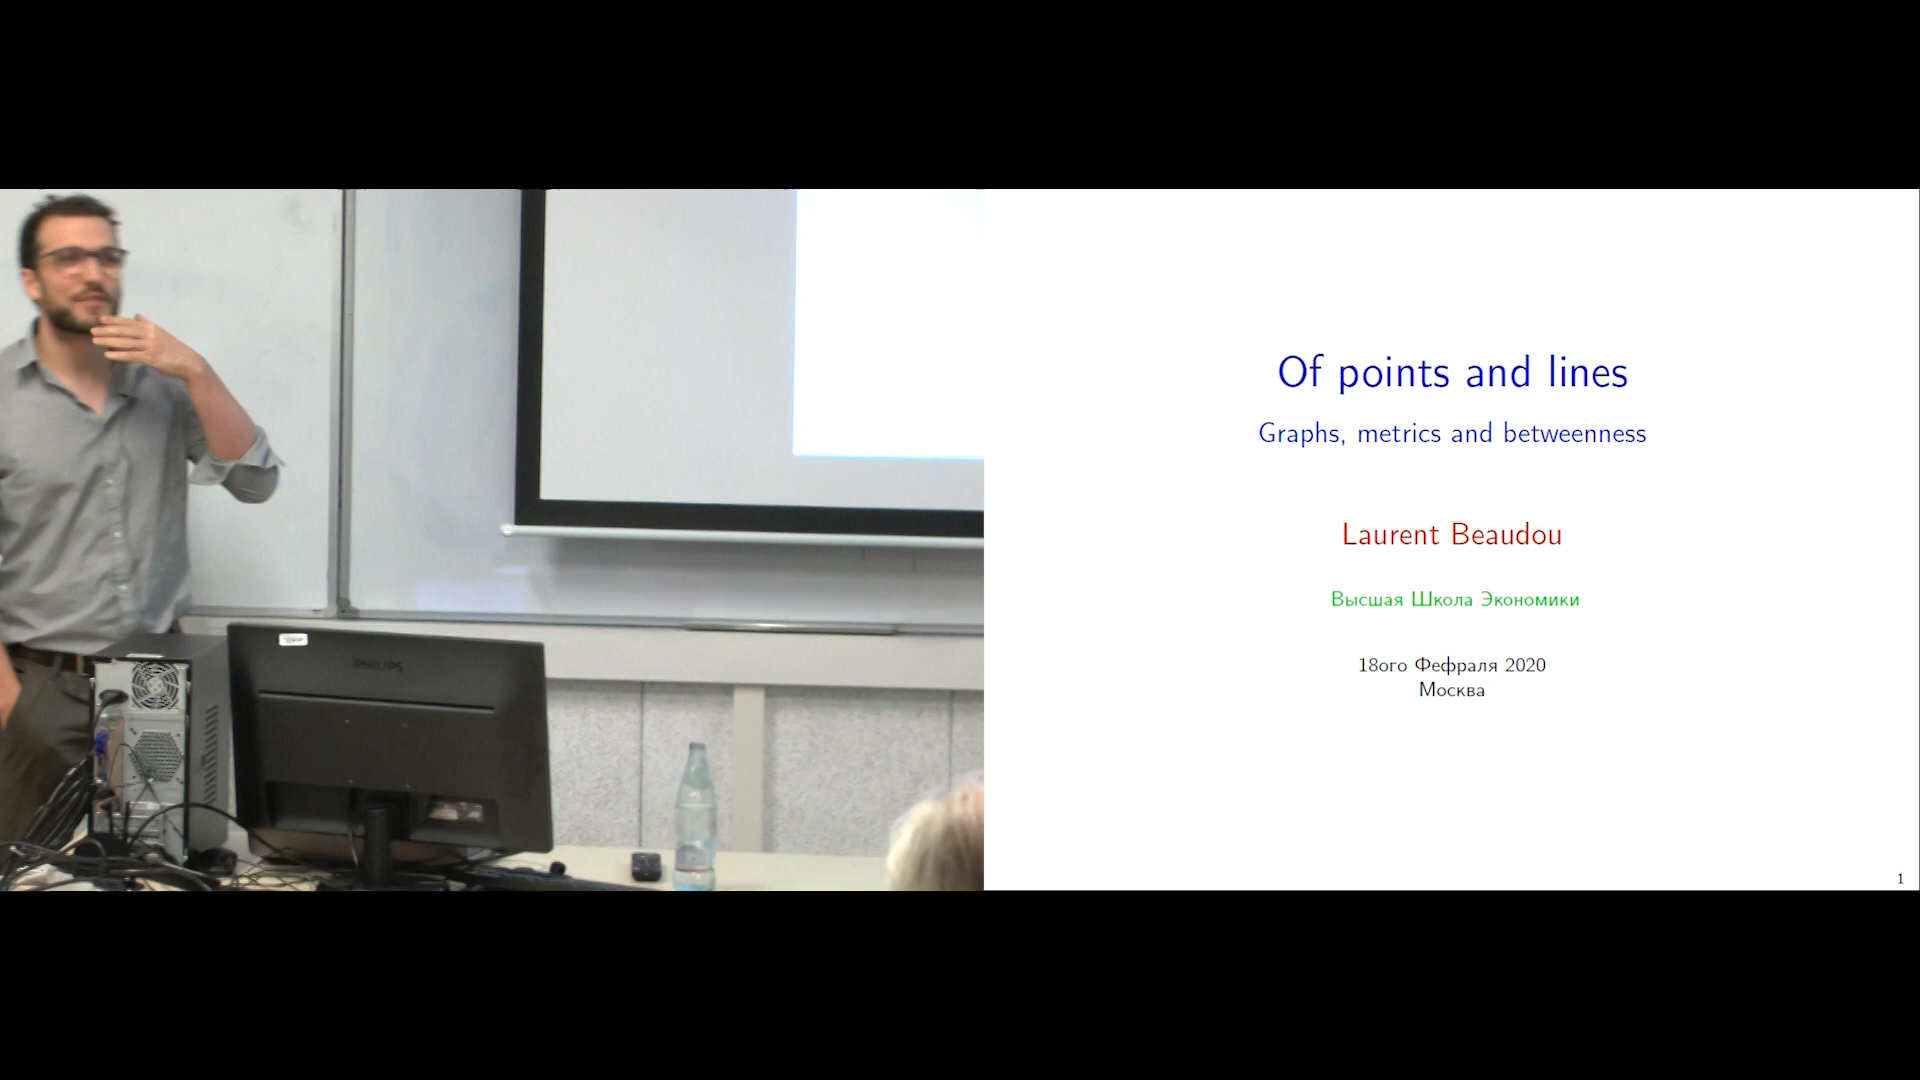 PHILIPS
Of points and lines
Graphs, metrics and betweenness
Laurent Beaudou
Высшая Школа Экономики
18ого Фефраля 2020
Москва
1